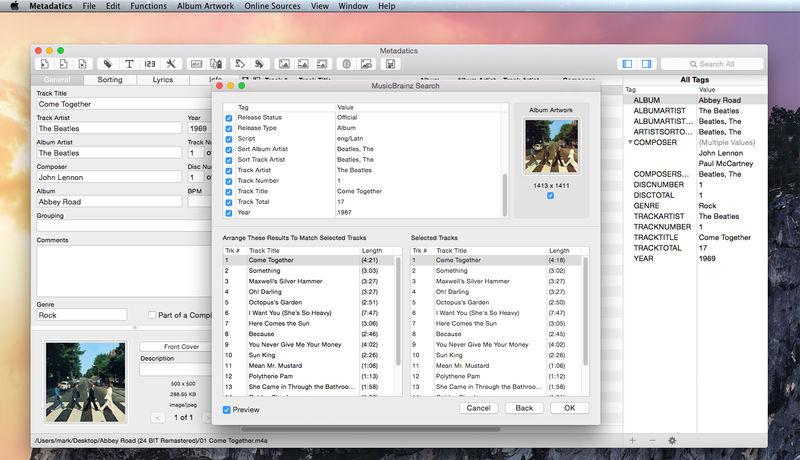 Metadatics File Edit Functions Album Artwork Online Sources View Window Help
Metadatics
Search All
General Sorting Lyrics
Track Title
Come Together
Track Artist Year
The Beatles 1969
Album Artist
The Beatles 1
Composer
John Lennon 1
Album BPM
Abbey Road
Grouping
Comments
Genre
Rock Part of a Compi
Front Cover
Description
500 x 500
288.65 KB
image/jpeg
< 1 of 1 >
/Users/mark/Desktop/Abbey Road (24 BIT Remastered)/01 Come Together.m4a
MusicBrainz Search
Tag Value
Release Status Official
Release Type Album
Script eng/Latn
Sort Album Artist Beatles, The
Sort Track Artist Beatles, The
Track Artist The Beatles
Track Number 1
Track Title Come Together
Track Total 17
Year 1987
Album Artwork
1413 x 1411
Arrange These Results To Match Selected Tracks
Trk # Track Title Length
1 Come Together (4:21)
2 Something (3:03)
3 Maxwell's Silver Hammer (3:27)
4 Oh! Darling (3:27)
5 Octopus's Garden (2:51)
6 I Want You (She's So Heavy) (7:47)
7 Here Comes the Sun (3:06)
8 Because (2:46)
9 You Never Give Me Your Money (4:02)
10 Sun King (2:26)
11 Mean Mr. Mustard (1:06)
12 Polythene Pam (1:13)
13 She Came in Through the Bathroo... (1:58)
Selected Tracks
Trk # Track Title Length
1 Come Together (4:18)
2 Something (3:02)
3 Maxwell's Silver Hammer (3:27)
4 Oh! Darling (3:27)
5 Octopus's Garden (2:50)
6 I Want You (She's So Heavy) (7:47)
7 Here Comes the Sun (3:05)
8 Because (2:45)
9 You Never Give Me Your Money (4:02)
10 Sun King (2:26)
11 Mean Mr. Mustard (1:06)
12 Polythene Pam (1:12)
13 She Came in Through the Bathroo... (1:58)
Preview
Cancel Back OK
All Tags
Tag Value
ALBUM Abbey Road
ALBUMARTIST The Beatles
ALBUMARTIST... Beatles, The
ARTISTSORTO... Beatles, The
COMPOSER (Multiple Values)
John Lennon
Paul McCartney
COMPOSERS... Beatles, The
DISCNUMBER 1
DISCTOTAL 1
GENRE Rock
TRACKARTIST The Beatles
TRACKNUMBER 1
TRACKTITLE Come Together
TRACKTOTAL 17
YEAR 1969